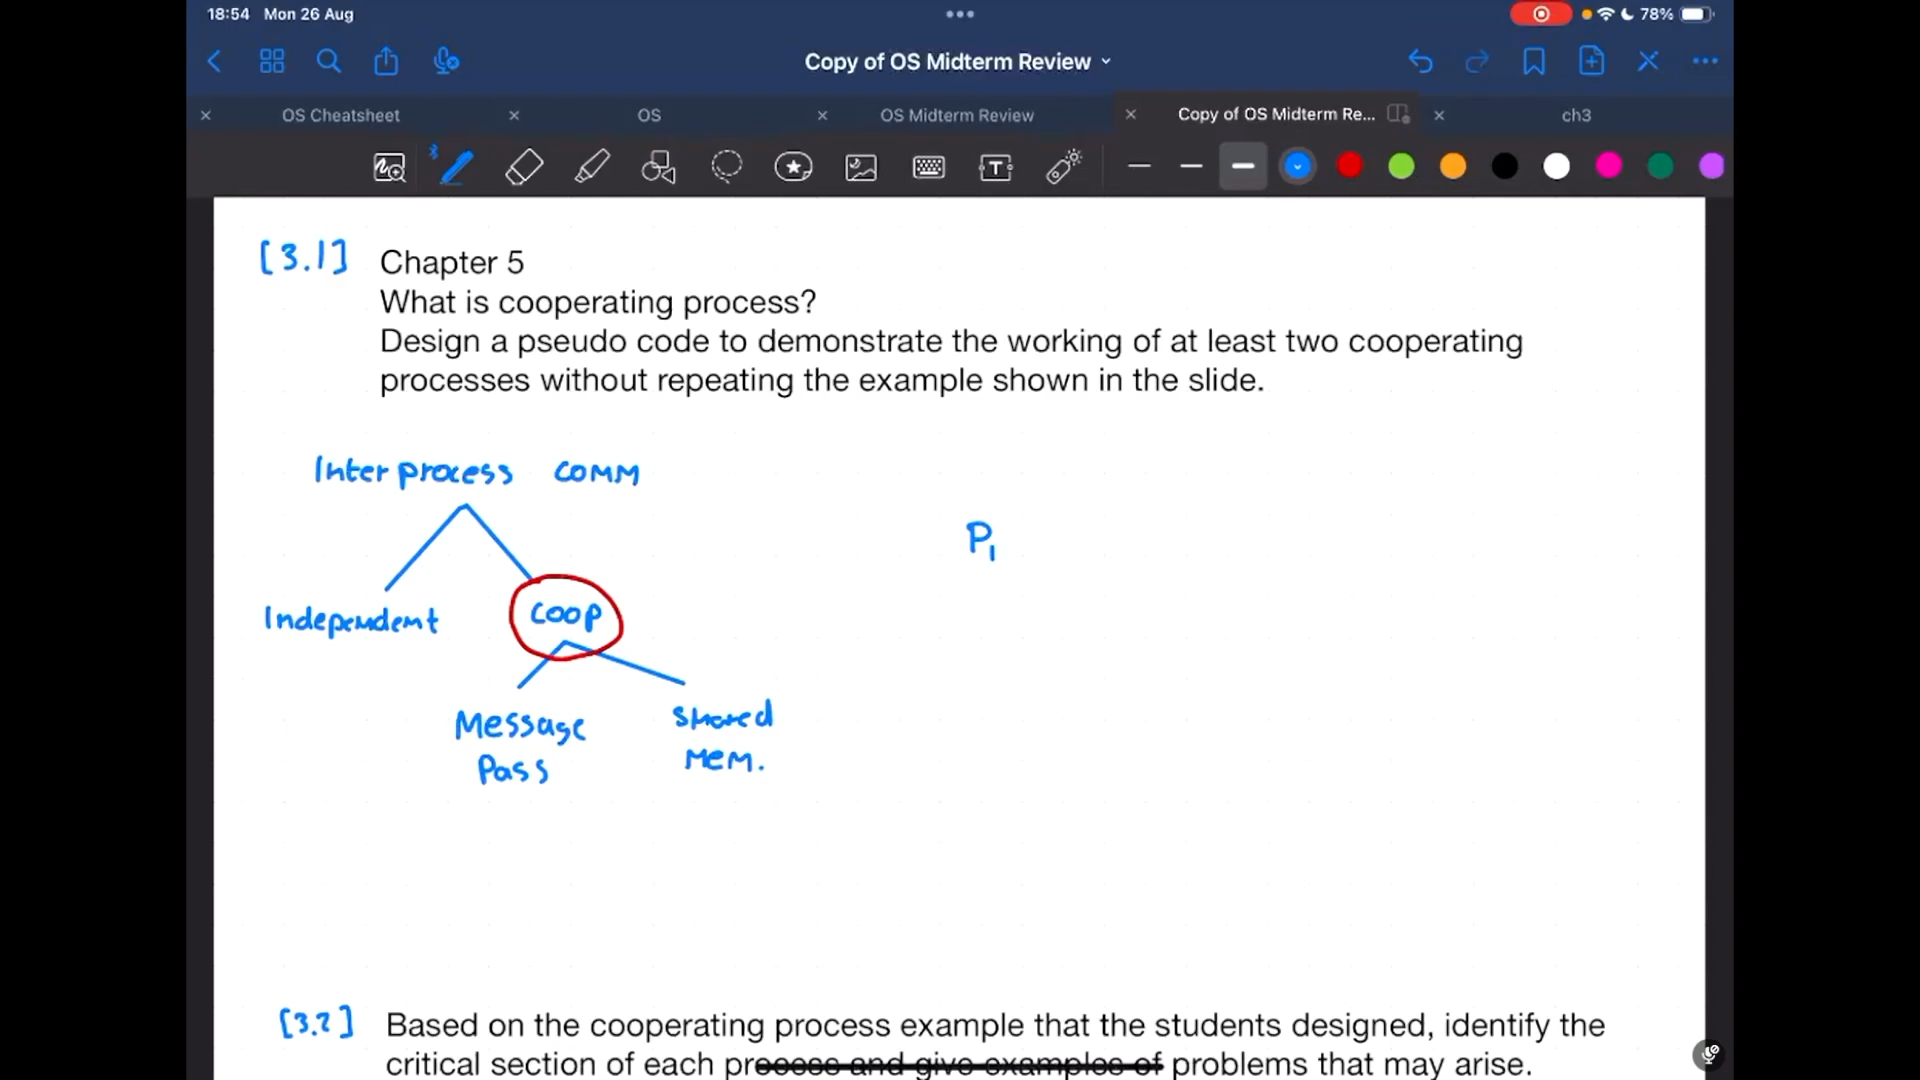 18:54 Mon 26 Aug
78%
Copy of OS Midterm Review
OS Cheatsheet
OS
OS Midterm Review
Copy of OS Midterm Re...
ch3
[3.1] Chapter 5
What is cooperating process?
Design a pseudo code to demonstrate the working of at least two cooperating
processes without repeating the example shown in the slide.
Interprocess comm
P1
Independent
coop
Message
Pass
shared
mem.
[3.2] Based on the cooperating process example that the students designed, identify the
critical section of each process and give examples of problems that may arise.